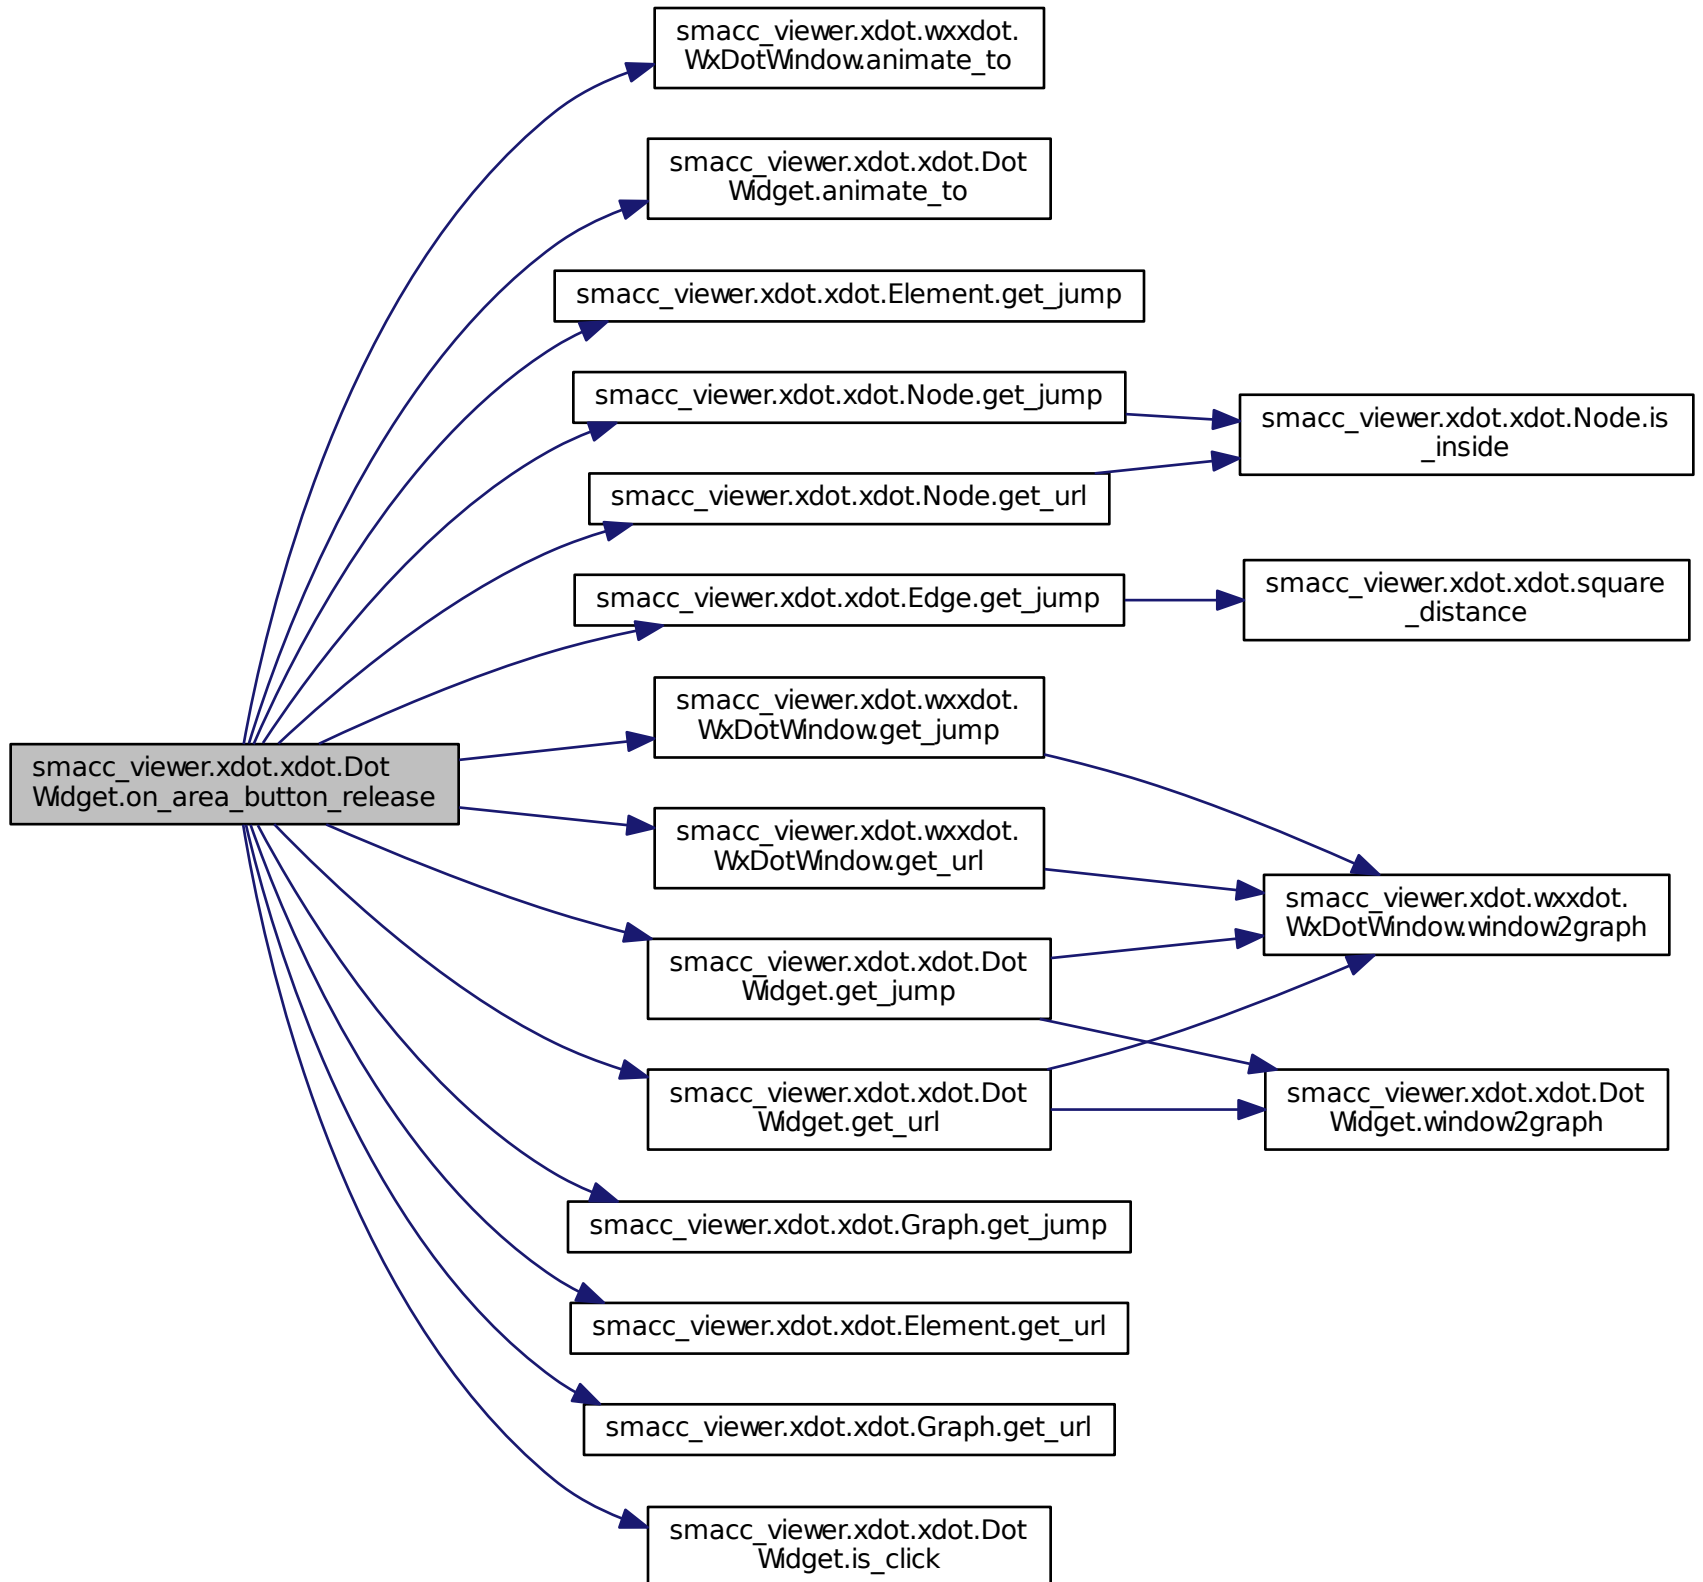 smacc_viewer.xdot.wxxdot.
WxDotWindow.animate_to
smacc_viewer.xdot.xdot.Dot
Widget.animate_to
smacc_viewer.xdot.xdot.Element.get_jump
smacc_viewer.xdot.xdot.Node.get_jump
smacc_viewer.xdot.xdot.Node.is
_inside
smacc_viewer.xdot.xdot.Node.get_url
smacc_viewer.xdot.xdot.Edge.get_jump
smacc_viewer.xdot.xdot.square
_distance
smacc_viewer.xdot.wxxdot.
WxDotWindow.get_jump
smacc_viewer.xdot.xdot.Dot
Widget.on_area_button_release
smacc_viewer.xdot.wxxdot.
WxDotWindow.get_url
smacc_viewer.xdot.wxxdot.
WxDotWindow.window2graph
smacc_viewer.xdot.xdot.Dot
Widget.get_jump
smacc_viewer.xdot.xdot.Dot
Widget.get_url
smacc_viewer.xdot.xdot.Dot
Widget.window2graph
smacc_viewer.xdot.xdot.Graph.get_jump
smacc_viewer.xdot.xdot.Element.get_url
smacc_viewer.xdot.xdot.Graph.get_url
smacc_viewer.xdot.xdot.Dot
Widget.is_click